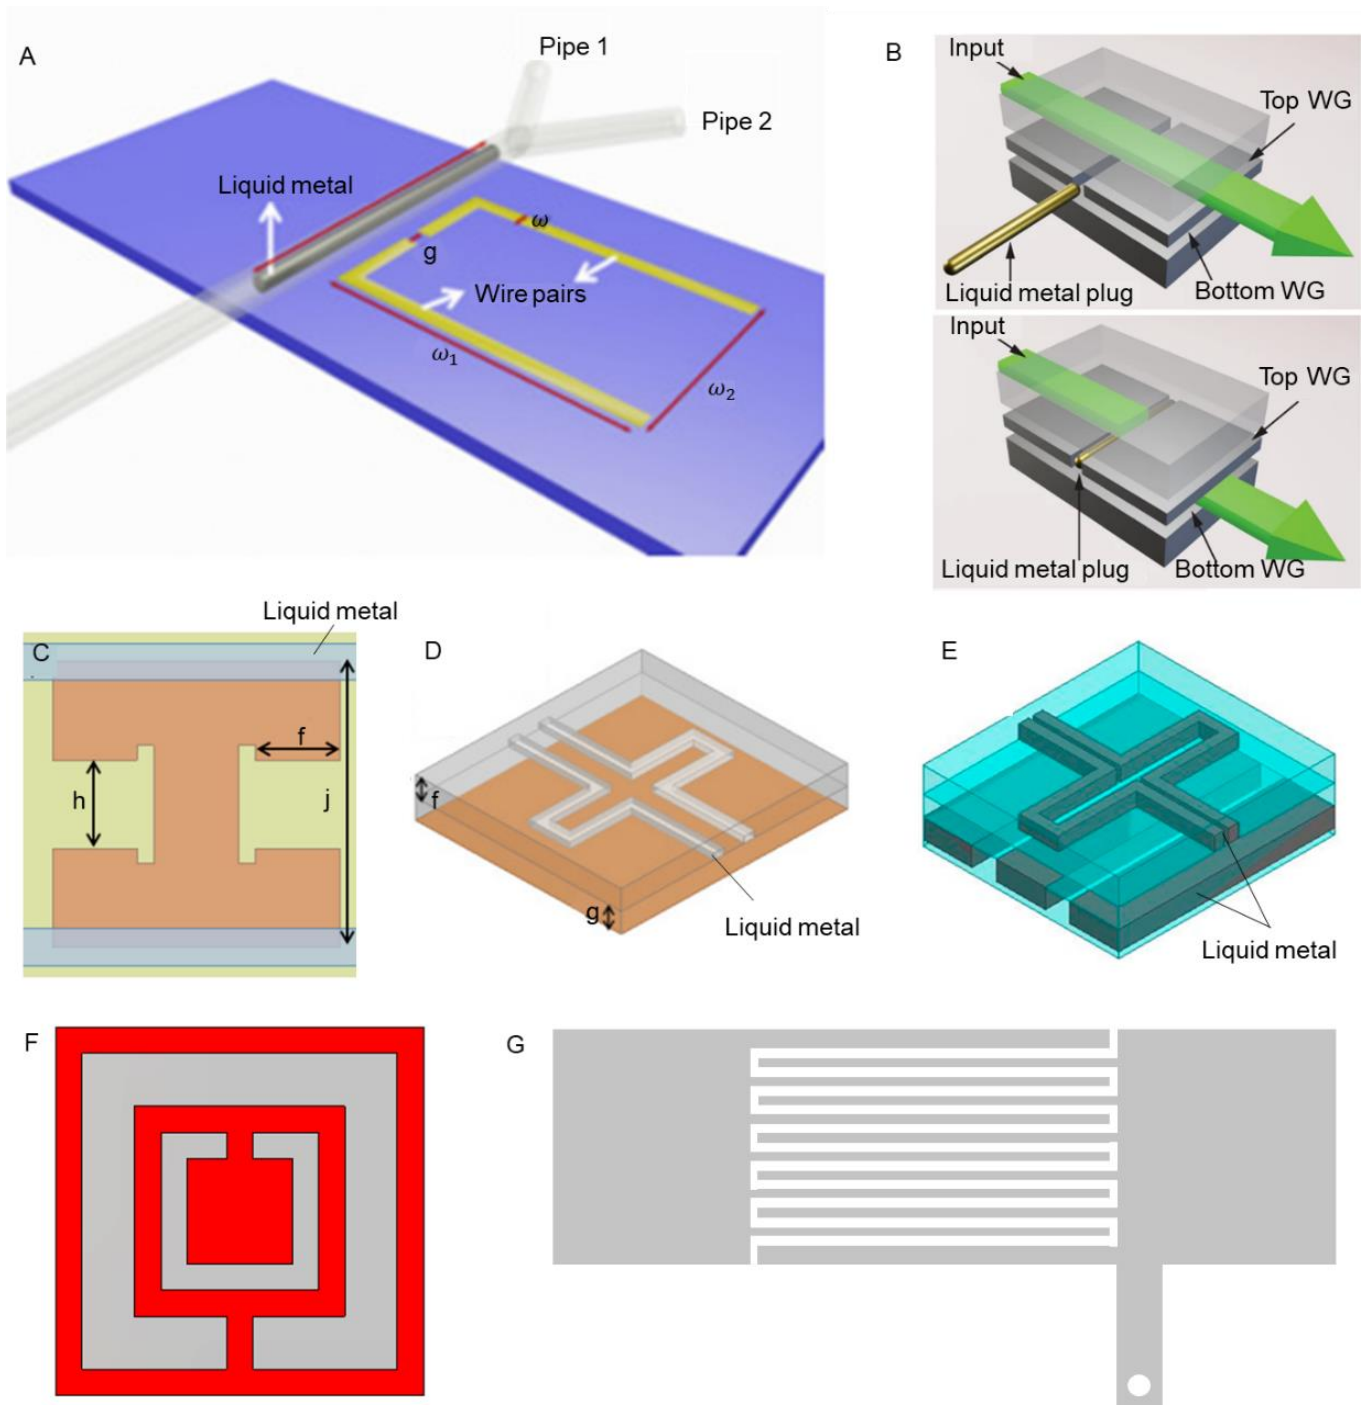 A
Pipe 1
Pipe 2
Liquid metal
ω
g
Wire pairs
ω₁
ω₂
B
Input
Top WG
Liquid metal plug
Bottom WG
Input
Top WG
Liquid metal plug
Bottom WG
Liquid metal
C
f
h
j
D
f
g
Liquid metal
E
Liquid metal
F
G